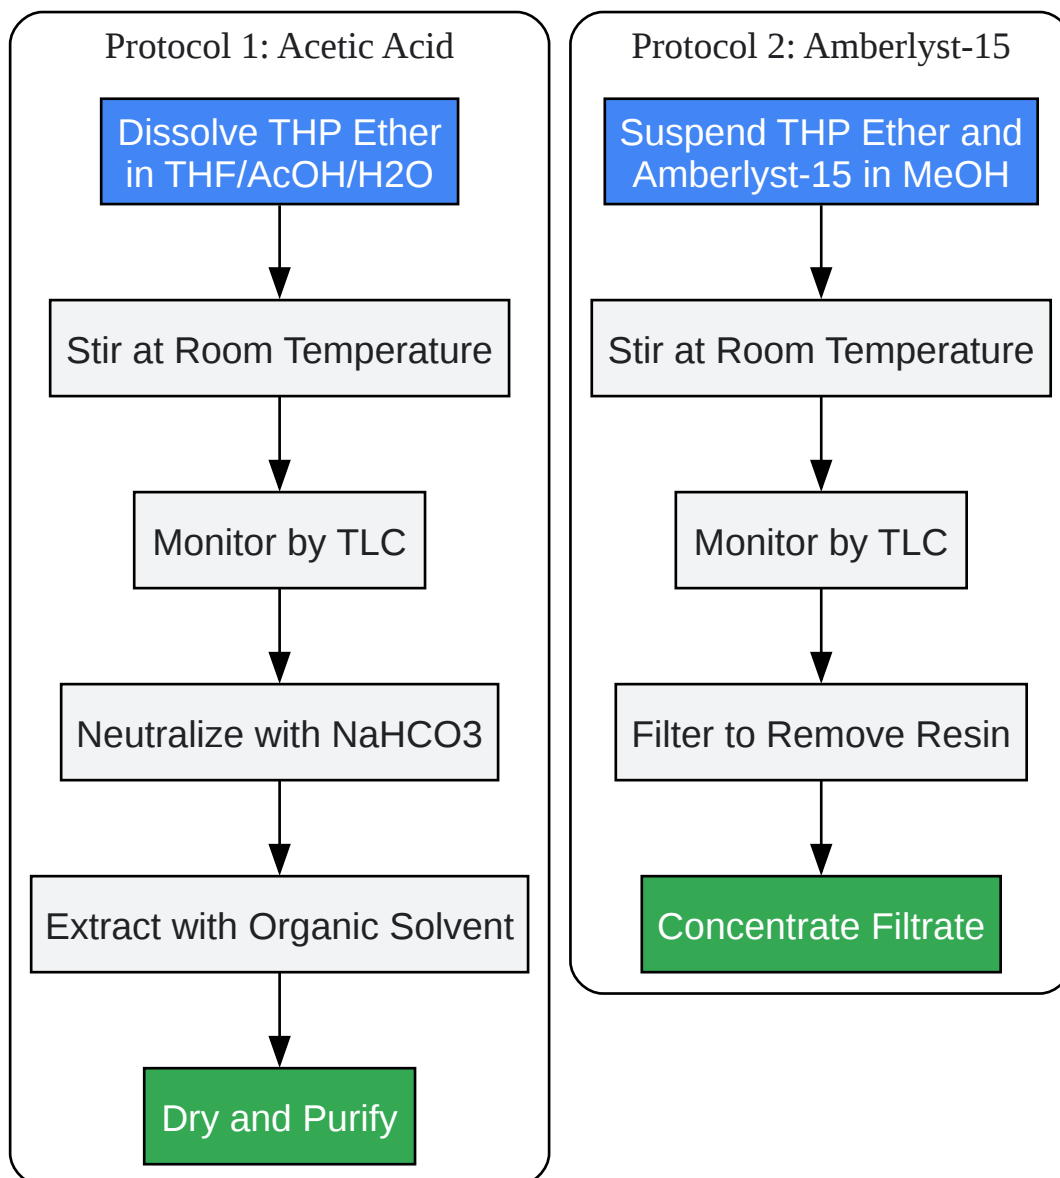 Protocol 1: Acetic Acid
Dissolve THP Ether
in THF/AcOH/H2O
Stir at Room Temperature
Monitor by TLC
Neutralize with NaHCO3
Extract with Organic Solvent
Dry and Purify
Protocol 2: Amberlyst-15
Suspend THP Ether and
Amberlyst-15 in MeOH
Stir at Room Temperature
Monitor by TLC
Filter to Remove Resin
Concentrate Filtrate